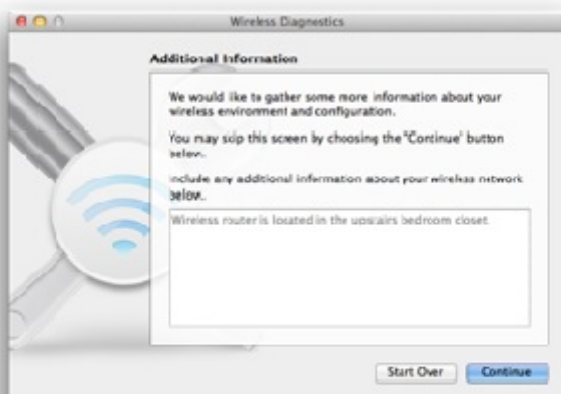 Wireless Diagnostics
Additional Information
We would like to gather some more information about your
wireless environment and configuration.
You may skip this screen by choosing the "Continue" button
below.
Include any additional information about your wireless network
below.
Wireless router is located in the upstairs bedroom closet
Start Over
Continue